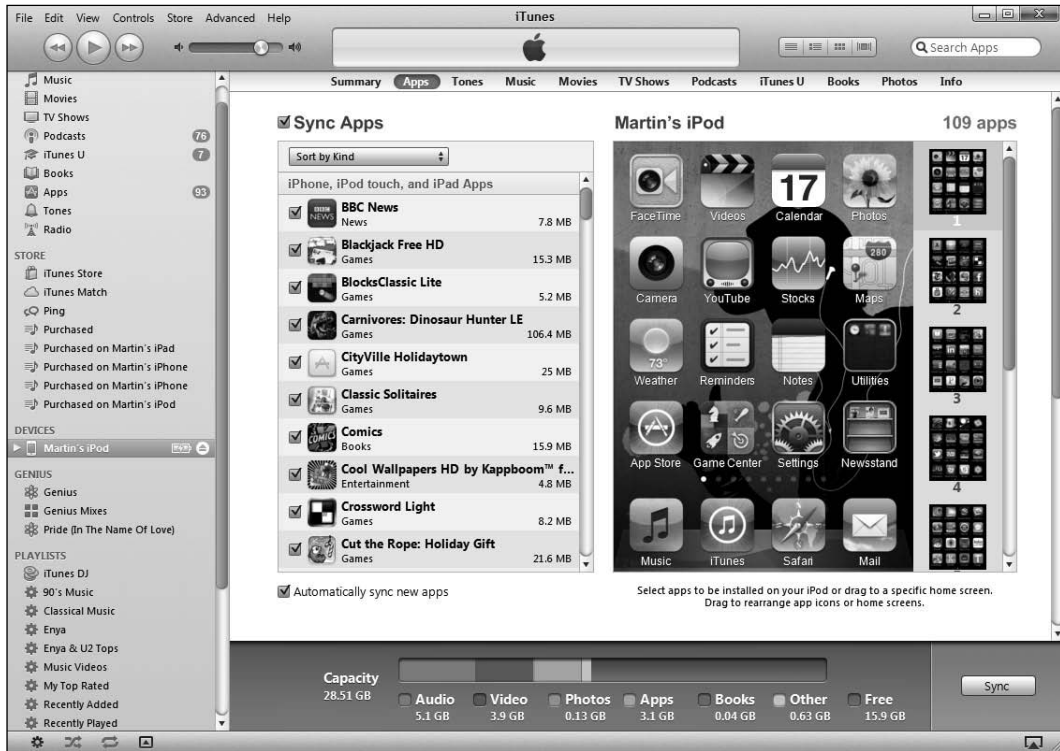 File Edit View Controls Store Advanced Help
iTunes
Search Apps
Music
Movies
TV Shows
Podcasts 76
iTunes U 7
Books
Apps 93
Tones
Radio
STORE
iTunes Store
iTunes Match
Ping
Purchased
Purchased on Martin's iPad
Purchased on Martin's iPhone
Purchased on Martin's iPhone
Purchased on Martin's iPod
DEVICES
Martin's iPod
GENIUS
Genius
Genius Mixes
Pride (In The Name Of Love)
PLAYLISTS
iTunes DJ
90's Music
Classical Music
Enya
Enya & U2 Tops
Music Videos
My Top Rated
Recently Added
Recently Played
Summary Apps Tones Music Movies TV Shows Podcasts iTunes U Books Photos Info
Sync Apps
Sort by Kind
iPhone, iPod touch, and iPad Apps
BBC News
News 7.8 MB
Blackjack Free HD
Games 15.3 MB
BlocksClassic Lite
Games 5.2 MB
Carnivores: Dinosaur Hunter LE
Games 106.4 MB
CityVille Holidaytown
Games 25 MB
Classic Solitaires
Games 9.6 MB
Comics
Books 15.9 MB
Cool Wallpapers HD by Kappboom™ f...
Entertainment 4.8 MB
Crossword Light
Games 8.2 MB
Cut the Rope: Holiday Gift
Games 21.6 MB
Automatically sync new apps
Martin's iPod 109 apps
17
FaceTime Videos Calendar Photos
280
Camera YouTube Stocks Maps
73°
Weather Reminders Notes Utilities
App Store Game Center Settings Newsstand
Music iTunes Safari Mail
1
2
3
4
Select apps to be installed on your iPod or drag to a specific home screen.
Drag to rearrange app icons or home screens.
Capacity
28.51 GB
Audio Video Photos Apps Books Other Free
5.1 GB 3.9 GB 0.13 GB 3.1 GB 0.04 GB 0.63 GB 15.9 GB
Sync